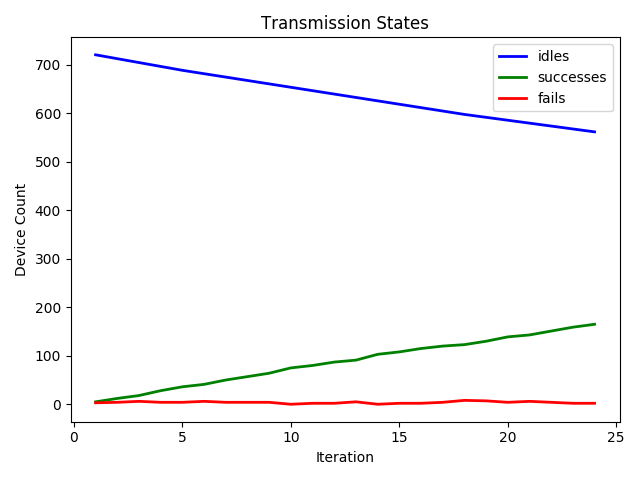 Transmission States
idles
successes
fails
Device Count
700
600
500
400
300
200
100
0
0 5 10 15 20 25
Iteration